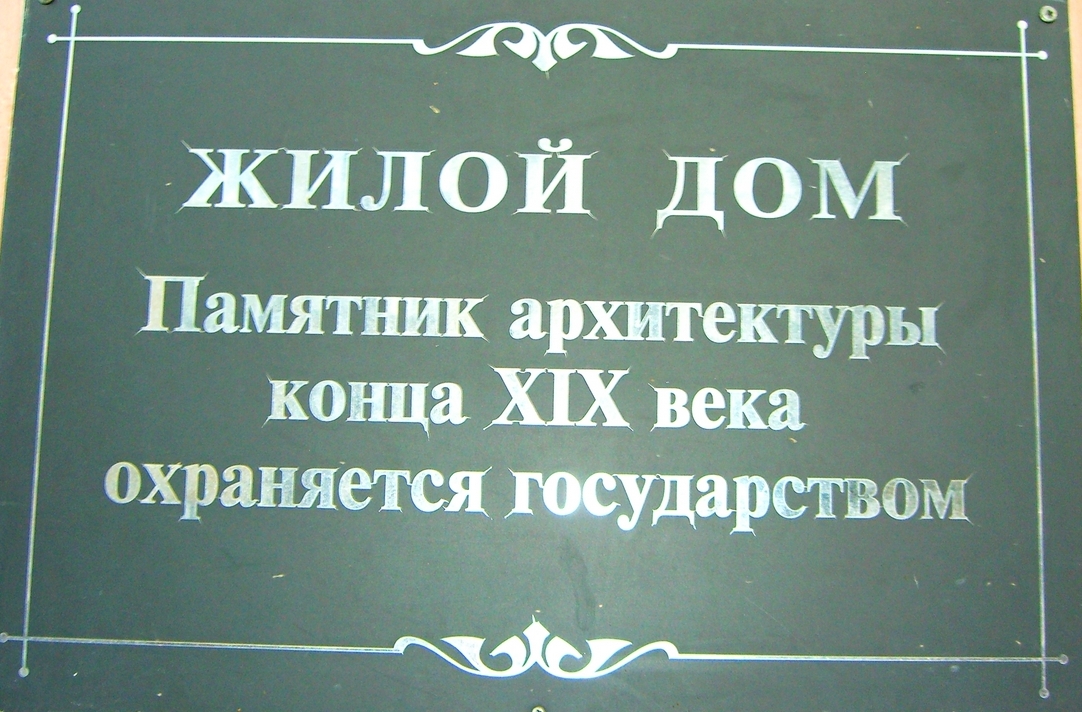 ЖИЛОЙ ДОМ
Памятник архитектуры
конца XIX века
охраняется государством